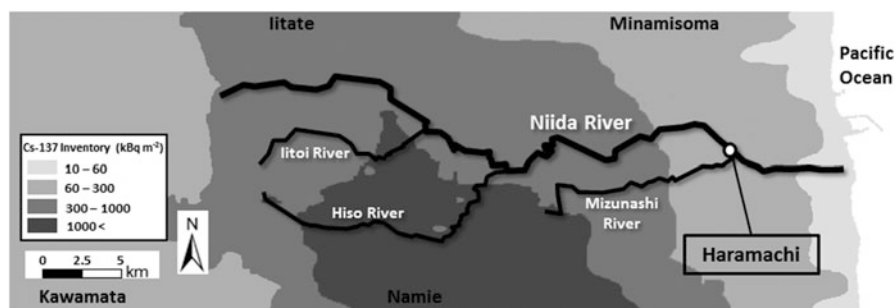 Iitate
Minamisoma
Pacific
Ocean
Niida River
Cs-137 Inventory (kBq m-2)
10 – 60
60 – 300
300 – 1000
1000 <
Iitoi River
Hiso River
Mizunashi
River
N
Haramachi
0 2.5 5
km
Kawamata
Namie